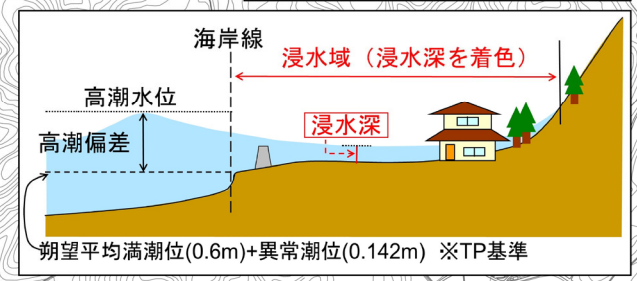 海岸線
浸水域（浸水深を着色）
高潮水位
高潮偏差
浸水深
朔望平均満潮位(0.6m)+異常潮位(0.142m) ※TP基準